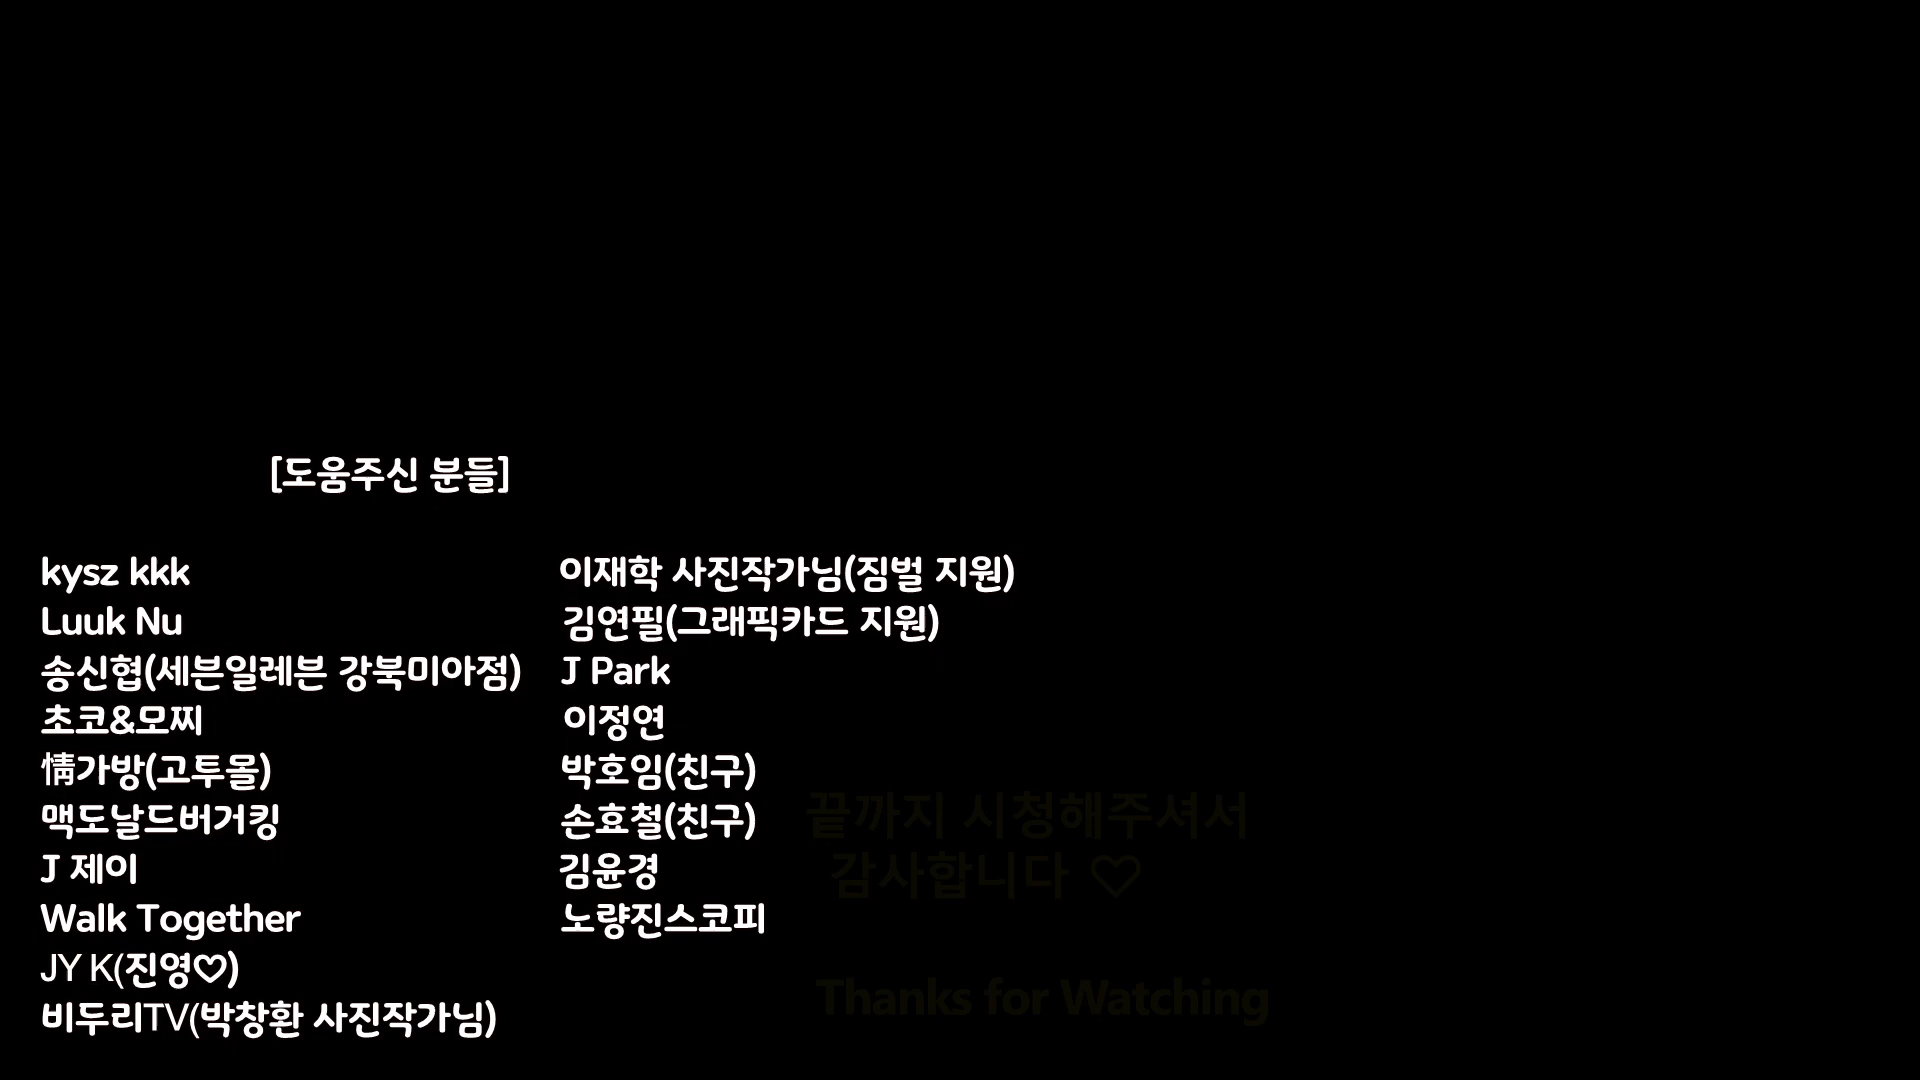 [도움주신 분들]
kysz kkk
Luuk Nu
송신협(세븐일레븐 강북미아점)
초코&모찌
情가방(고투몰)
맥도날드버거킹
J 제이
Walk Together
JY K(진영♡)
비두리TV(박창환 사진작가님)
이재학 사진작가님(짐벌 지원)
김연필(그래픽카드 지원)
J Park
이정연
박호임(친구)
손효철(친구)
김윤경
노량진스코피
끝까지 시청해주셔서
감사합니다 ♡
Thanks for Watching